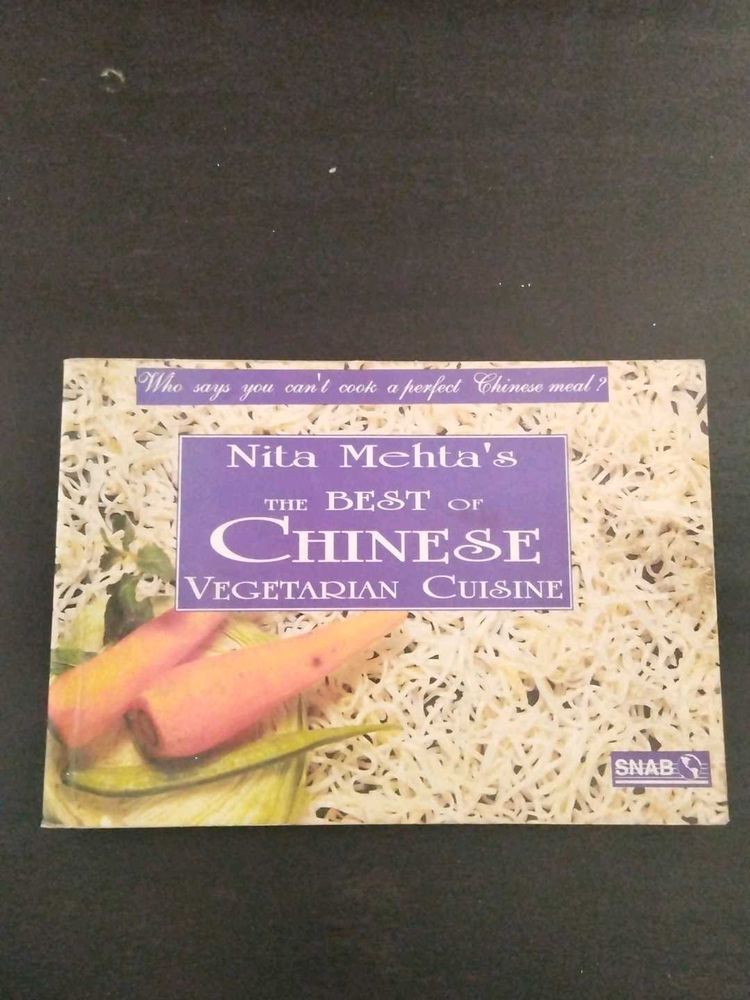 Who says you can't cook a perfect Chinese meal?
Nita Mehta's
THE BEST OF
CHINESE
VEGETARIAN CUISINE
SNAB